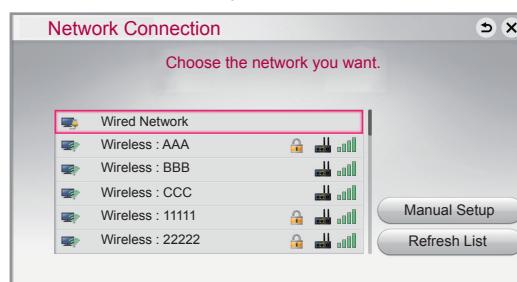 Network Connection
Choose the network you want.
Wired Network
Wireless : AAA
Wireless : BBB
Wireless : CCC
Wireless : 11111
Wireless : 22222
Manual Setup
Refresh List